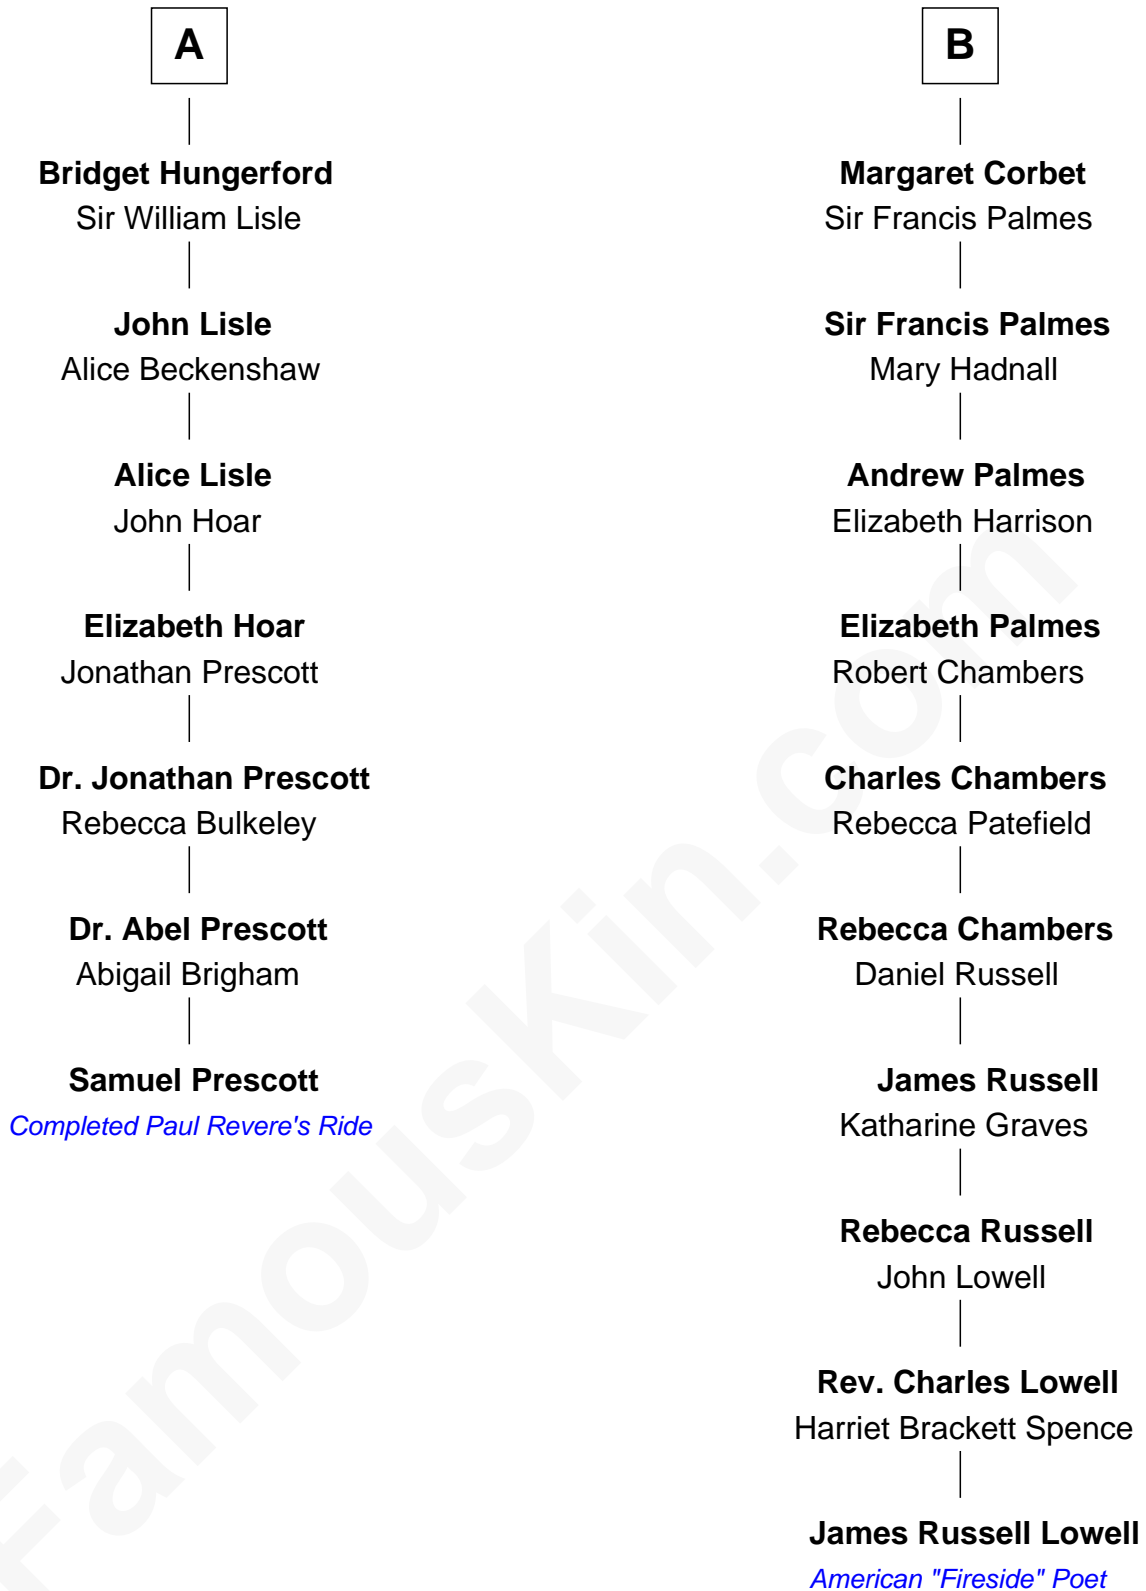 A
Bridget Hungerford
Sir William Lisle
John Lisle
Alice Beckenshaw
Alice Lisle
John Hoar
Elizabeth Hoar
Jonathan Prescott
Dr. Jonathan Prescott
Rebecca Bulkeley
Dr. Abel Prescott
Abigail Brigham
Samuel Prescott
Completed Paul Revere's Ride
B
Margaret Corbet
Sir Francis Palmes
Sir Francis Palmes
Mary Hadnall
Andrew Palmes
Elizabeth Harrison
Elizabeth Palmes
Robert Chambers
Charles Chambers
Rebecca Patefield
Rebecca Chambers
Daniel Russell
James Russell
Katharine Graves
Rebecca Russell
John Lowell
Rev. Charles Lowell
Harriet Brackett Spence
James Russell Lowell
American "Fireside" Poet
FamousKin.com